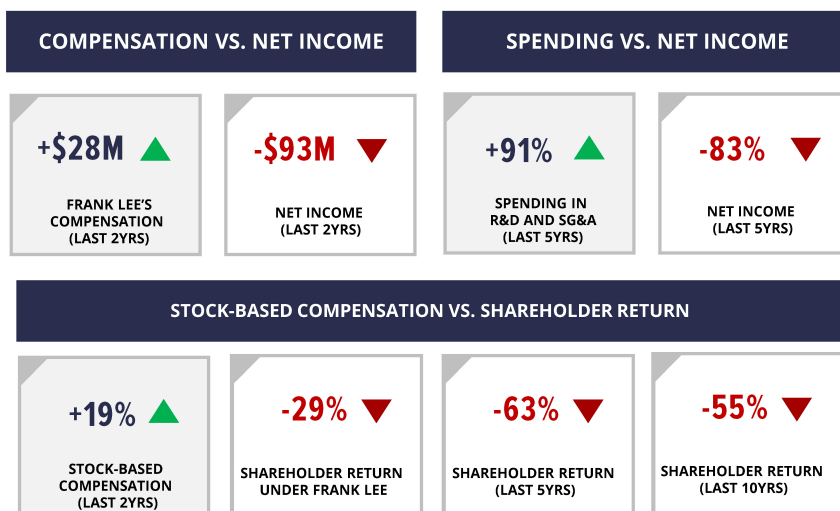 COMPENSATION VS. NET INCOME
SPENDING VS. NET INCOME
+$28M
FRANK LEE'S
COMPENSATION
(LAST 2YRS)
-$93M
NET INCOME
(LAST 2YRS)
+91%
SPENDING IN
R&D AND SG&A
(LAST 5YRS)
-83%
NET INCOME
(LAST 5YRS)
STOCK-BASED COMPENSATION VS. SHAREHOLDER RETURN
+19%
STOCK-BASED
COMPENSATION
(LAST 2YRS)
-29%
SHAREHOLDER RETURN
UNDER FRANK LEE
-63%
SHAREHOLDER RETURN
(LAST 5YRS)
-55%
SHAREHOLDER RETURN
(LAST 10YRS)